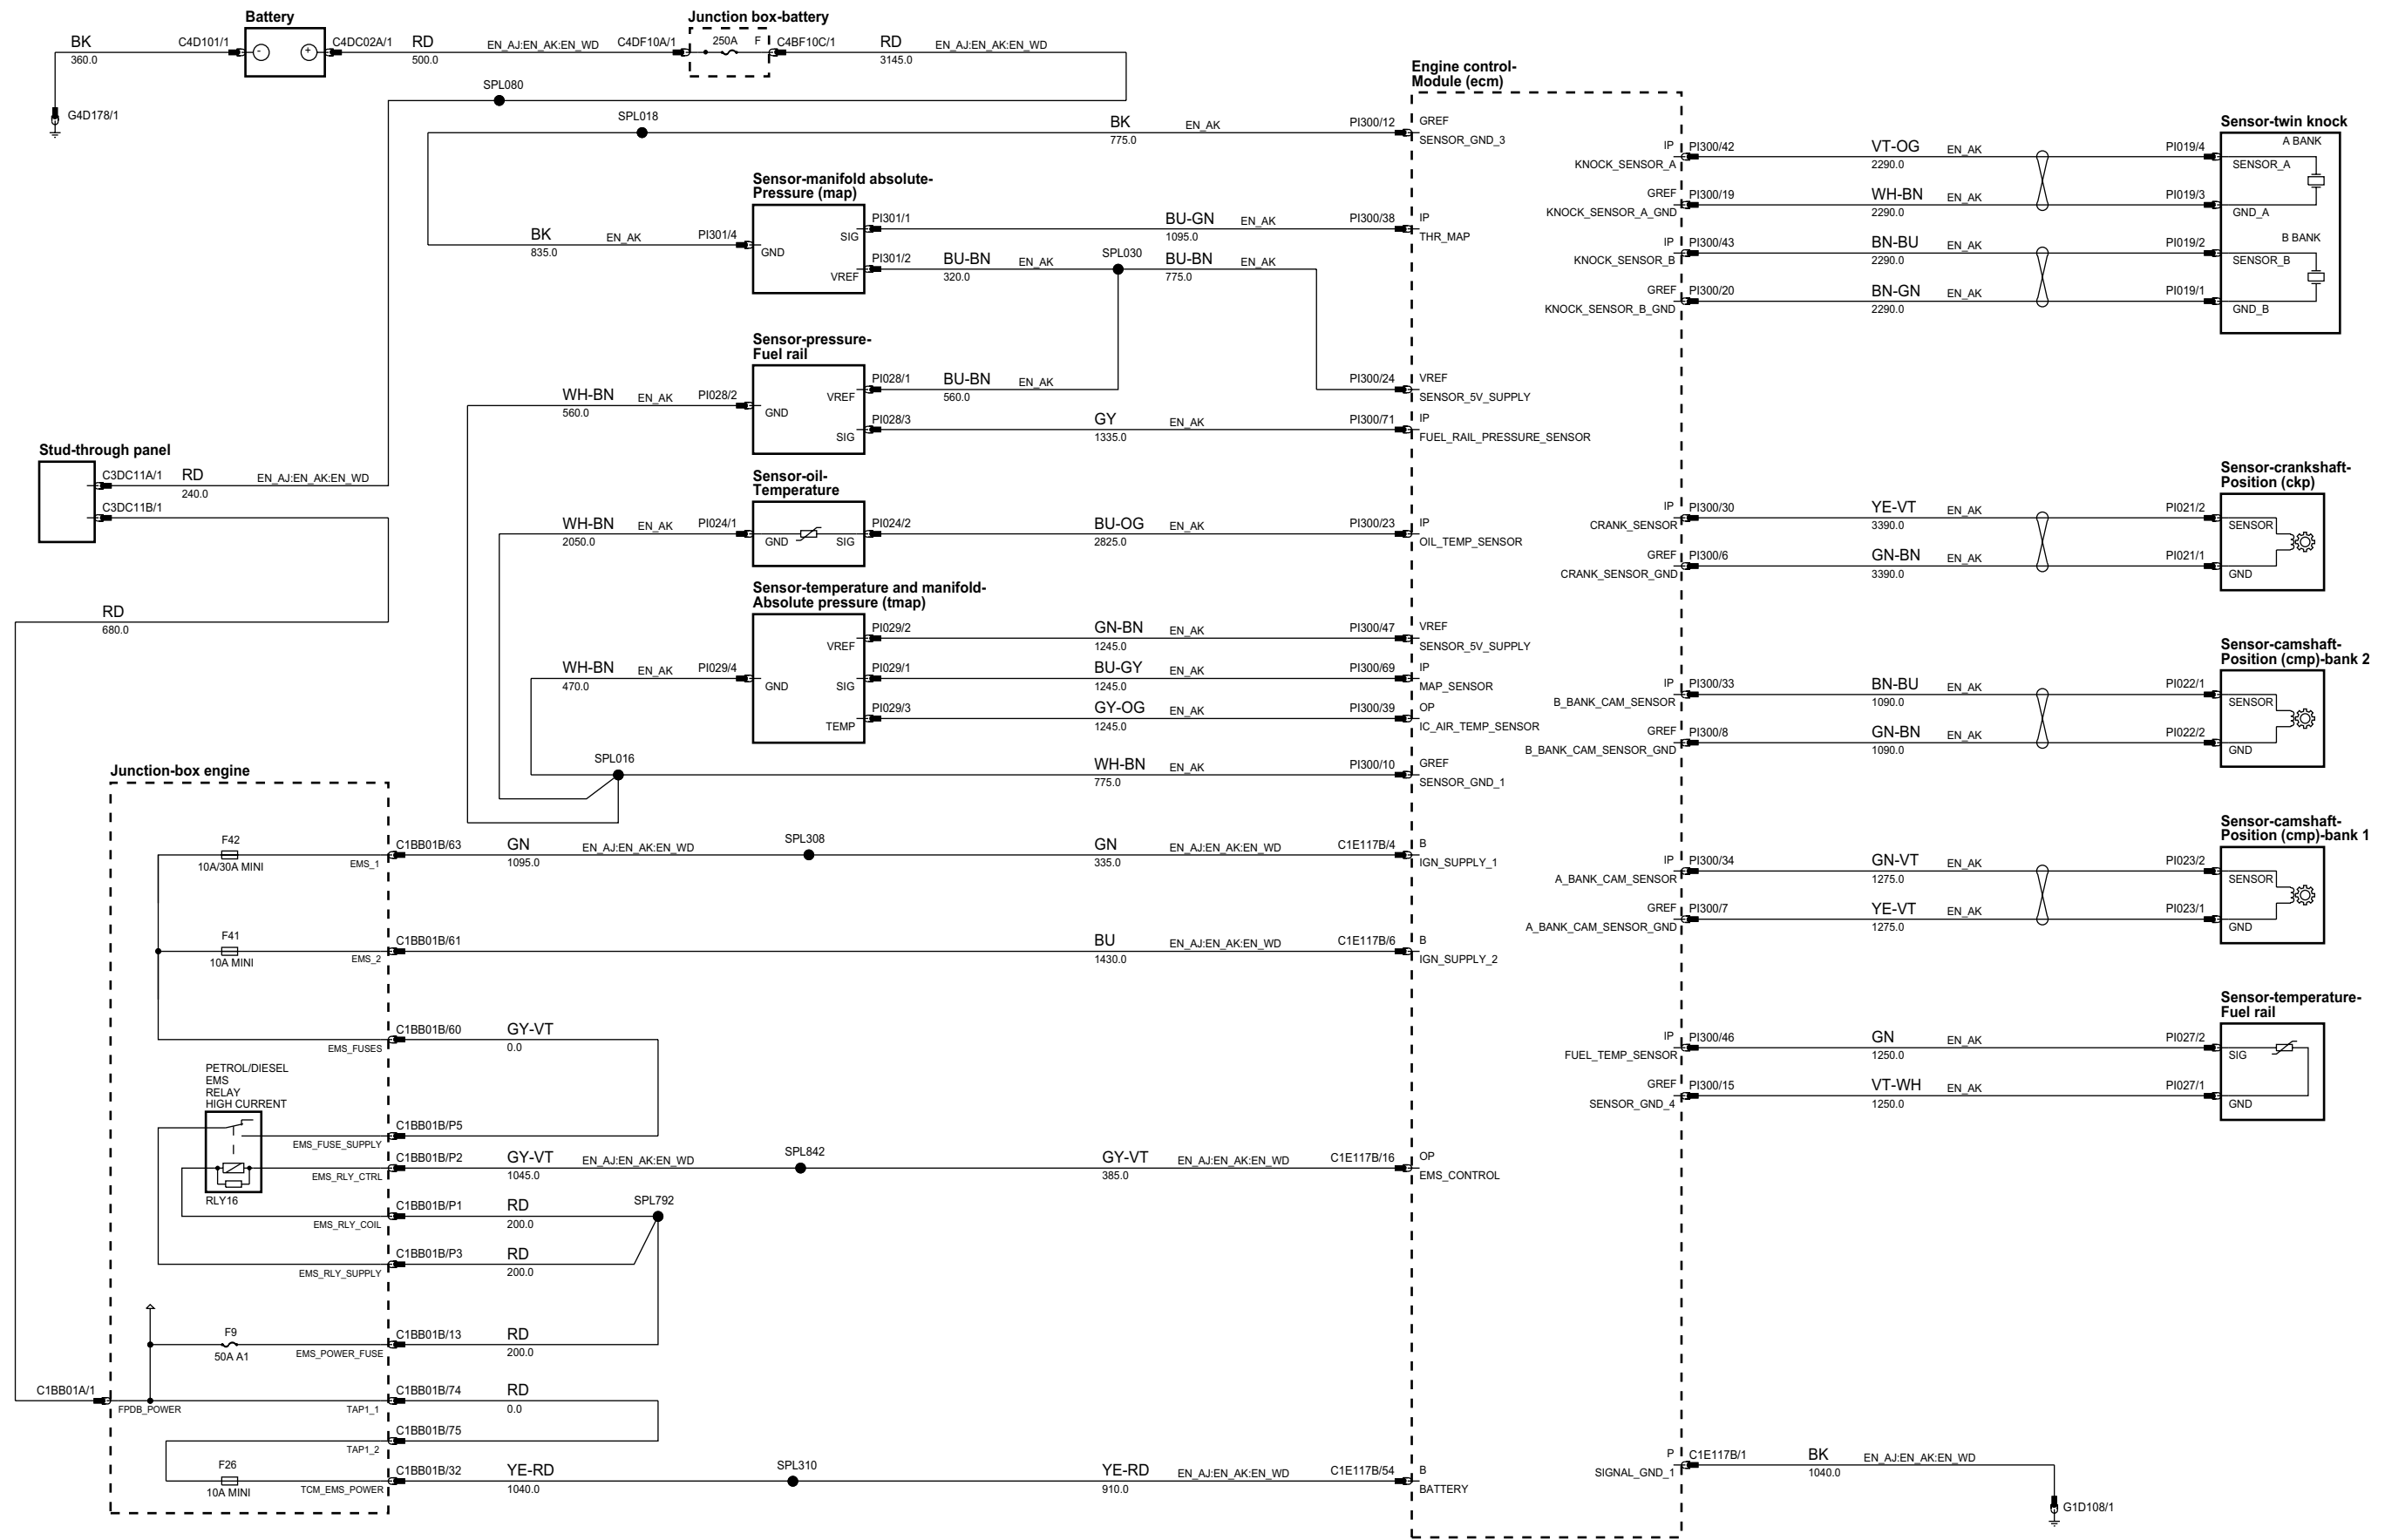 Battery
Junction box-battery
BK
360.0
C4D101/1
-
+
C4DC02A/1
RD
500.0
EN_AJ:EN_AK:EN_WD
C4DF10A/1
250A
F
C4BF10C/1
RD
3145.0
EN_AJ:EN_AK:EN_WD
G4D178/1
SPL080
SPL018
BK
775.0
EN_AK
PI300/12
Engine control-
Module (ecm)
GREF
SENSOR_GND_3
Sensor-manifold absolute-
Pressure (map)
BK
835.0
EN_AK
PI301/4
GND
SIG
VREF
PI301/1
BU-GN
1095.0
EN_AK
PI300/38
IP
THR_MAP
PI301/2
BU-BN
320.0
EN_AK
SPL030
BU-BN
775.0
EN_AK
Sensor-pressure-
Fuel rail
WH-BN
560.0
EN_AK
PI028/2
GND
VREF
SIG
PI028/1
BU-BN
560.0
EN_AK
PI300/24
VREF
SENSOR_5V_SUPPLY
PI028/3
GY
1335.0
EN_AK
PI300/71
IP
FUEL_RAIL_PRESSURE_SENSOR
Stud-through panel
C3DC11A/1
RD
240.0
EN_AJ:EN_AK:EN_WD
C3DC11B/1
RD
680.0
Sensor-oil-
Temperature
WH-BN
2050.0
EN_AK
PI024/1
GND
SIG
PI024/2
BU-OG
2825.0
EN_AK
PI300/23
IP
OIL_TEMP_SENSOR
Sensor-temperature and manifold-
Absolute pressure (tmap)
VREF
PI029/2
GN-BN
1245.0
EN_AK
PI300/47
VREF
SENSOR_5V_SUPPLY
WH-BN
470.0
EN_AK
PI029/4
GND
SIG
PI029/1
BU-GY
1245.0
EN_AK
PI300/69
IP
MAP_SENSOR
TEMP
PI029/3
GY-OG
1245.0
EN_AK
PI300/39
OP
IC_AIR_TEMP_SENSOR
SPL016
WH-BN
775.0
EN_AK
PI300/10
GREF
SENSOR_GND_1
Junction-box engine
F42
10A/30A MINI
EMS_1
C1BB01B/63
GN
1095.0
EN_AJ:EN_AK:EN_WD
SPL308
GN
335.0
EN_AJ:EN_AK:EN_WD
C1E117B/4
B
IGN_SUPPLY_1
F41
10A MINI
EMS_2
C1BB01B/61
BU
1430.0
EN_AJ:EN_AK:EN_WD
C1E117B/6
B
IGN_SUPPLY_2
EMS_FUSES
C1BB01B/60
GY-VT
0.0
PETROL/DIESEL
EMS
RELAY
HIGH CURRENT
RLY16
EMS_FUSE_SUPPLY
C1BB01B/P5
EMS_RLY_CTRL
C1BB01B/P2
GY-VT
1045.0
EN_AJ:EN_AK:EN_WD
SPL842
GY-VT
385.0
EN_AJ:EN_AK:EN_WD
C1E117B/16
OP
EMS_CONTROL
EMS_RLY_COIL
C1BB01B/P1
RD
200.0
SPL792
EMS_RLY_SUPPLY
C1BB01B/P3
RD
200.0
F9
50A A1
EMS_POWER_FUSE
C1BB01B/13
RD
200.0
C1BB01A/1
FPDB_POWER
TAP1_1
C1BB01B/74
RD
0.0
TAP1_2
C1BB01B/75
F26
10A MINI
TCM_EMS_POWER
C1BB01B/32
YE-RD
1040.0
SPL310
YE-RD
910.0
EN_AJ:EN_AK:EN_WD
C1E117B/54
B
BATTERY
Sensor-twin knock
IP
KNOCK_SENSOR_A
PI300/42
VT-OG
2290.0
EN_AK
PI019/4
A BANK
SENSOR_A
GREF
KNOCK_SENSOR_A_GND
PI300/19
WH-BN
2290.0
EN_AK
PI019/3
GND_A
IP
KNOCK_SENSOR_B
PI300/43
BN-BU
2290.0
EN_AK
PI019/2
B BANK
SENSOR_B
GREF
KNOCK_SENSOR_B_GND
PI300/20
BN-GN
2290.0
EN_AK
PI019/1
GND_B
Sensor-crankshaft-
Position (ckp)
IP
CRANK_SENSOR
PI300/30
YE-VT
3390.0
EN_AK
PI021/2
SENSOR
GREF
CRANK_SENSOR_GND
PI300/6
GN-BN
3390.0
EN_AK
PI021/1
GND
Sensor-camshaft-
Position (cmp)-bank 2
IP
B_BANK_CAM_SENSOR
PI300/33
BN-BU
1090.0
EN_AK
PI022/1
SENSOR
GREF
B_BANK_CAM_SENSOR_GND
PI300/8
GN-BN
1090.0
EN_AK
PI022/2
GND
Sensor-camshaft-
Position (cmp)-bank 1
IP
A_BANK_CAM_SENSOR
PI300/34
GN-VT
1275.0
EN_AK
PI023/2
SENSOR
GREF
A_BANK_CAM_SENSOR_GND
PI300/7
YE-VT
1275.0
EN_AK
PI023/1
GND
Sensor-temperature-
Fuel rail
IP
FUEL_TEMP_SENSOR
PI300/46
GN
1250.0
EN_AK
PI027/2
SIG
GREF
SENSOR_GND_4
PI300/15
VT-WH
1250.0
EN_AK
PI027/1
GND
P
SIGNAL_GND_1
C1E117B/1
BK
1040.0
EN_AJ:EN_AK:EN_WD
G1D108/1